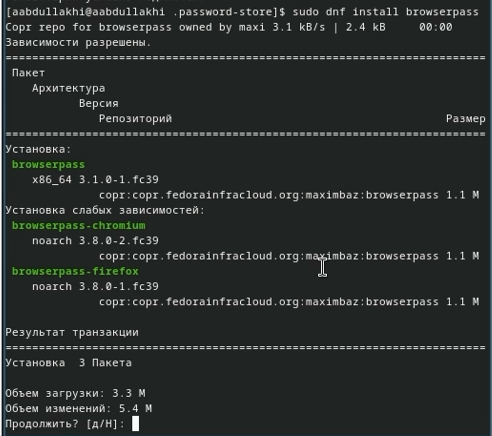 [aabdullakhi@aabdullakhi .password-store]$ sudo dnf install browserpass
Copr repo for browserpass owned by maxi 3.1 kB/s | 2.4 kB     00:00
Зависимости разрешены.
================================================================
 Пакет
    Архитектура
          Версия
             Репозиторий                                   Размер
================================================================
Установка:
 browserpass
    x86_64 3.1.0-1.fc39
             copr:copr.fedorainfracloud.org:maximbaz:browserpass 1.1 M
Установка слабых зависимостей:
 browserpass-chromium
    noarch 3.8.0-2.fc39
             copr:copr.fedorainfracloud.org:maximbaz:browserpass 1.1 M
 browserpass-firefox
    noarch 3.8.0-1.fc39
             copr:copr.fedorainfracloud.org:maximbaz:browserpass 1.1 M
Результат транзакции
================================================================
Установка  3 Пакета
Объем загрузки: 3.3 M
Объем изменений: 5.4 M
Продолжить? [д/Н]: